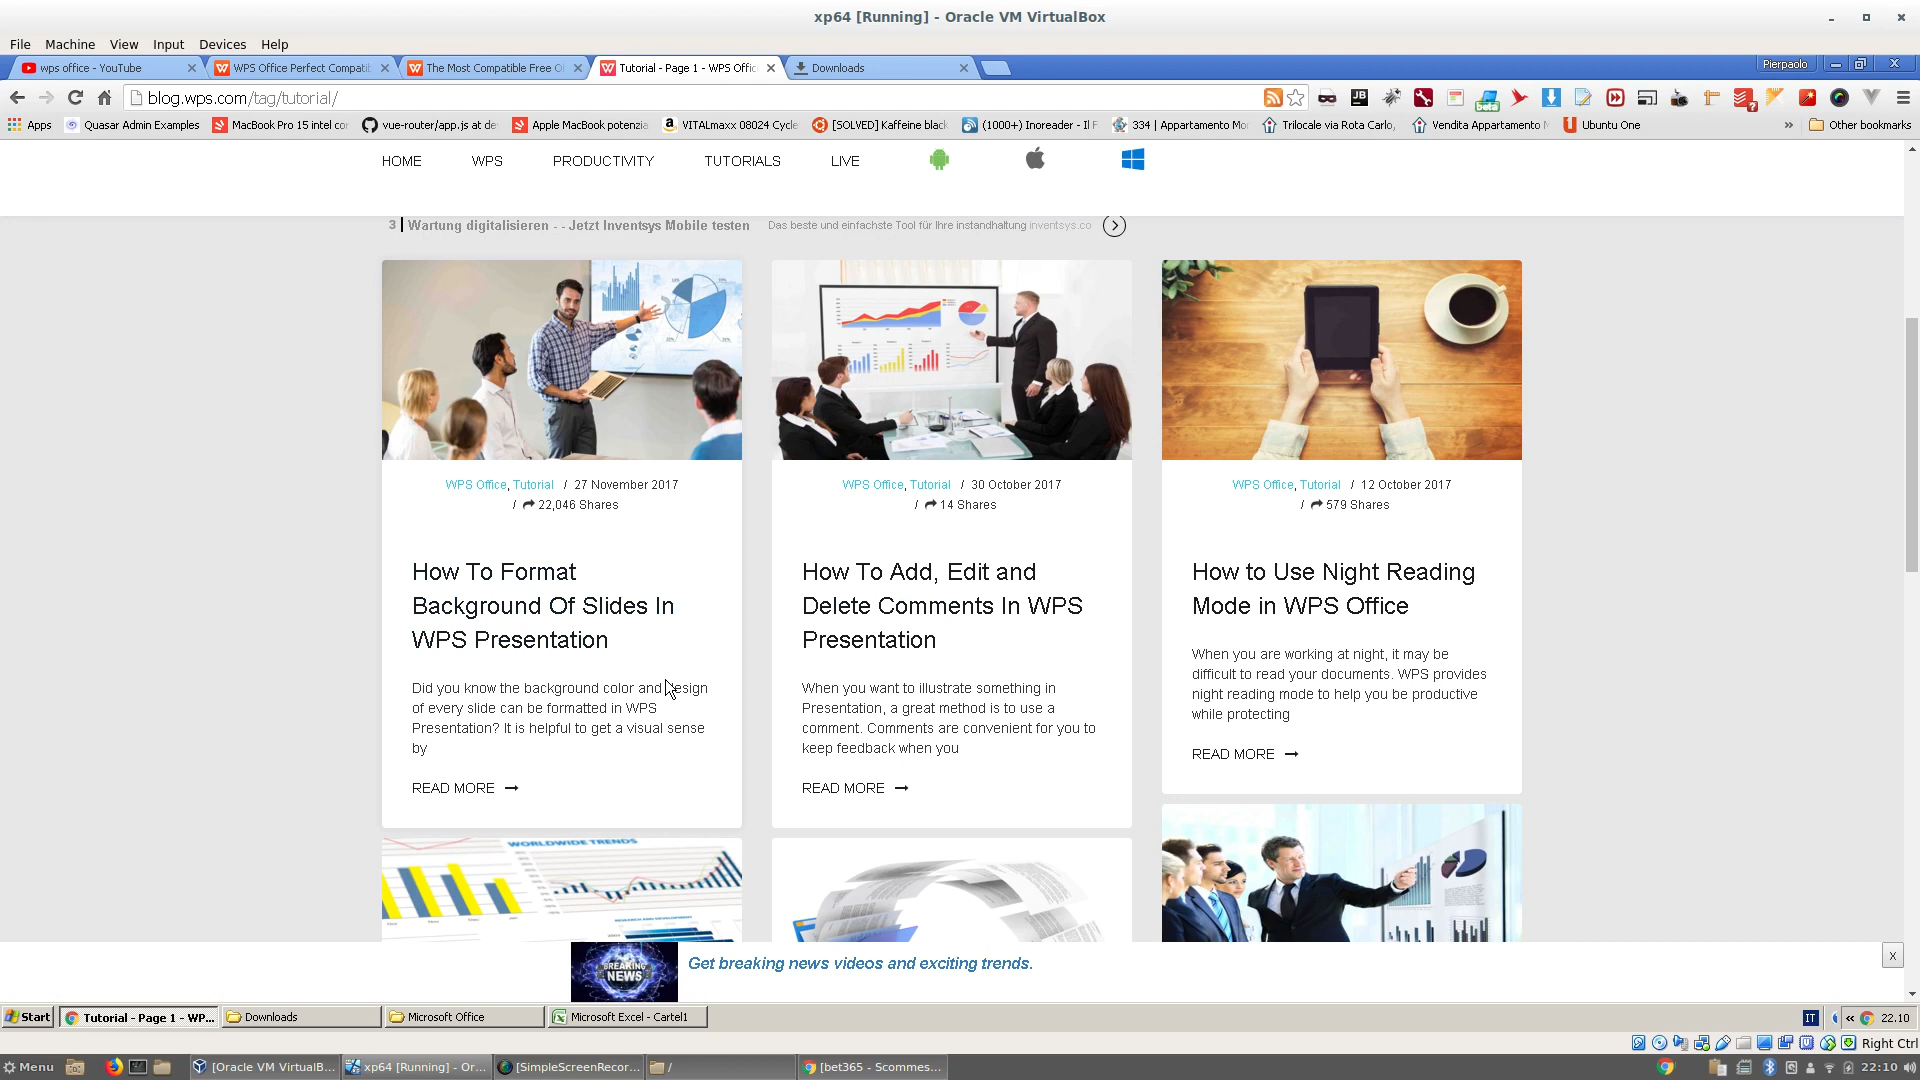 xp64 [Running] - Oracle VM VirtualBox
File Machine View Input Devices Help
wps office - YouTube
WPS Office Perfect Compati
The Most Compatible Free O
Tutorial - Page 1 - WPS Offic
Downloads
Pierpaolo
blog.wps.com/tag/tutorial/
Apps
Quasar Admin Examples
MacBook Pro 15 intel cor
vue-router/app.js at de
Apple MacBook potenzia
VITALmaxx 08024 Cycle
[SOLVED] Kaffeine black
(1000+) Inoreader - Il F
334 | Appartamento Mo
Trilocale via Rota Carlo,
Vendita Appartamento M
Ubuntu One
»
Other bookmarks
HOME WPS PRODUCTIVITY TUTORIALS LIVE
3 Wartung digitalisieren - - Jetzt Inventsys Mobile testen Das beste und einfachste Tool für Ihre instandhaltung inventsys.co
WPS Office, Tutorial / 27 November 2017
/ 22,046 Shares
How To Format
Background Of Slides In
WPS Presentation
Did you know the background color and design
of every slide can be formatted in WPS
Presentation? It is helpful to get a visual sense
by
READ MORE
WPS Office, Tutorial / 30 October 2017
/ 14 Shares
How To Add, Edit and
Delete Comments In WPS
Presentation
When you want to illustrate something in
Presentation, a great method is to use a
comment. Comments are convenient for you to
keep feedback when you
READ MORE
WPS Office, Tutorial / 12 October 2017
/ 579 Shares
How to Use Night Reading
Mode in WPS Office
When you are working at night, it may be
difficult to read your documents. WPS provides
night reading mode to help you be productive
while protecting
READ MORE
WORLDWIDE TRENDS
RESEARCH AND DEVELOPMENT
BREAKING
NEWS
Get breaking news videos and exciting trends.
X
Start
Tutorial - Page 1 - WP...
Downloads
Microsoft Office
Microsoft Excel - Cartel1
IT
«
22.10
Right Ctrl
Menu
[Oracle VM VirtualB...
xp64 [Running] - Or...
[SimpleScreenRecor...
/
[bet365 - Scommes...
22:10